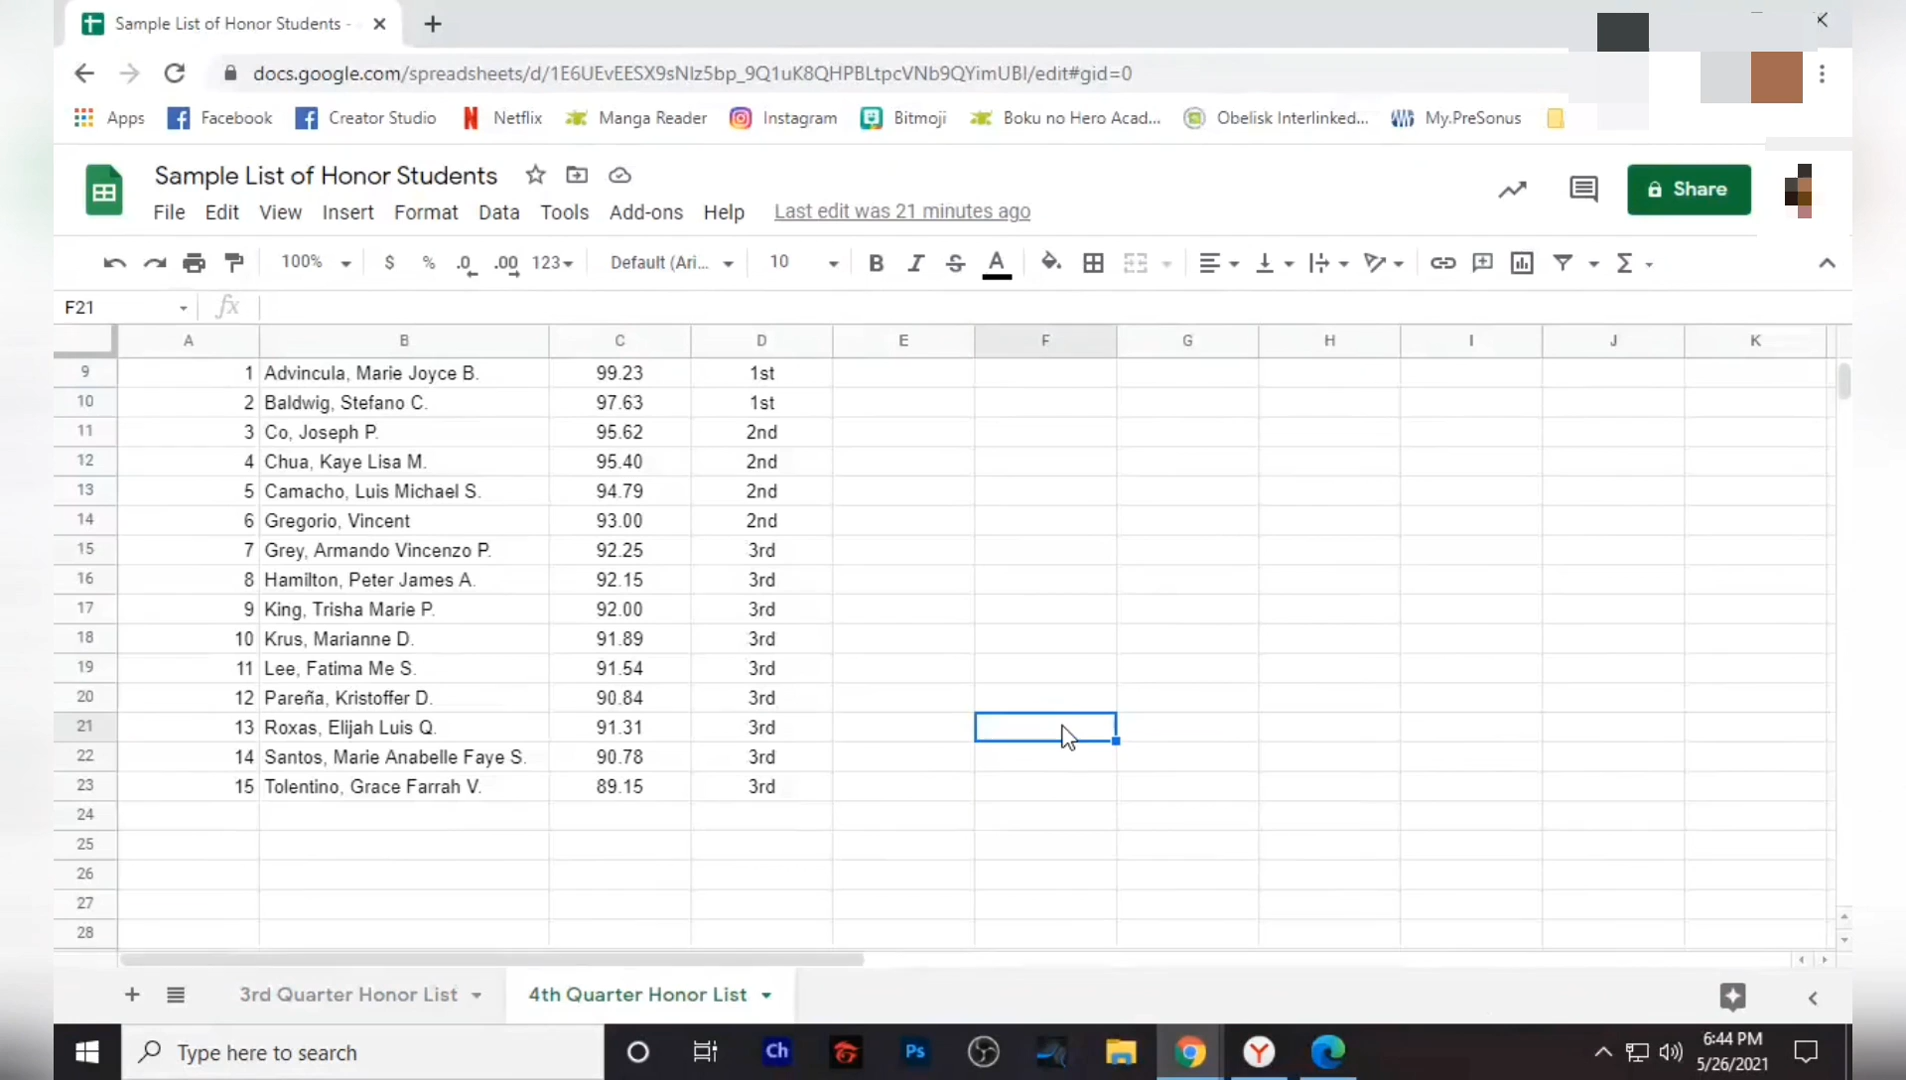 Sample List of Honor Students -
docs.google.com/spreadsheets/d/1E6UEvEESX9sNIz5bp_9Q1uK8QHPBLtpcVNb9QYimUBI/edit#gid=0
Apps Facebook Creator Studio Netflix Manga Reader Instagram Bitmoji Boku no Hero Acad... Obelisk Interlinked... My.PreSonus
Sample List of Honor Students
File Edit View Insert Format Data Tools Add-ons Help Last edit was 21 minutes ago
Share
100% $ % .0 .00 123 Default (Ari... 10 B I S A
F21 fx
A B C D E F G H I J K
9 1 Advincula, Marie Joyce B. 99.23 1st
10 2 Baldwig, Stefano C. 97.63 1st
11 3 Co, Joseph P. 95.62 2nd
12 4 Chua, Kaye Lisa M. 95.40 2nd
13 5 Camacho, Luis Michael S. 94.79 2nd
14 6 Gregorio, Vincent 93.00 2nd
15 7 Grey, Armando Vincenzo P. 92.25 3rd
16 8 Hamilton, Peter James A. 92.15 3rd
17 9 King, Trisha Marie P. 92.00 3rd
18 10 Krus, Marianne D. 91.89 3rd
19 11 Lee, Fatima Me S. 91.54 3rd
20 12 Pareña, Kristoffer D. 90.84 3rd
21 13 Roxas, Elijah Luis Q. 91.31 3rd
22 14 Santos, Marie Anabelle Faye S. 90.78 3rd
23 15 Tolentino, Grace Farrah V. 89.15 3rd
24
25
26
27
28
3rd Quarter Honor List 4th Quarter Honor List
Type here to search Ch Ps 6:44 PM
5/26/2021